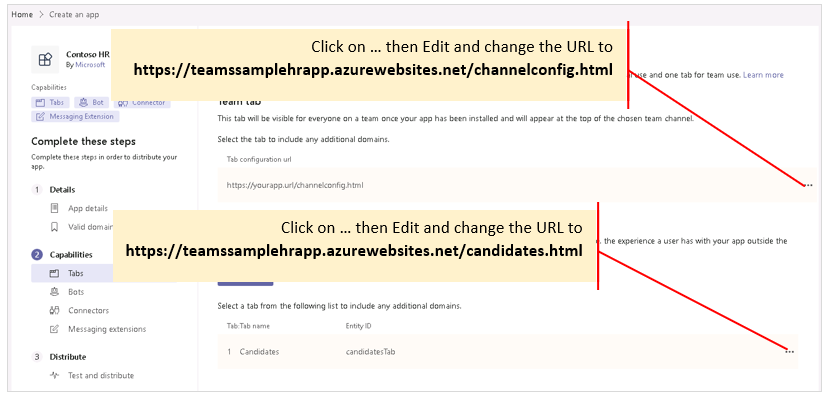 Home > Create an app
Contoso HR
By Microsoft
Capabilities
Tabs
Bot
Connector
Messaging Extension
Complete these steps
Complete these steps in order to distribute your
app.
1 Details
App details
Valid domain
2 Capabilities
Tabs
Bots
Connectors
Messaging extensions
3 Distribute
Test and distribute
Click on … then Edit and change the URL to
https://teamssamplehrapp.azurewebsites.net/channelconfig.html
use and one tab for team use. Learn more
Team tab
This tab will be visible for everyone on a team once your app has been installed and will appear at the top of the chosen team channel.
Select the tab to include any additional domains.
Tab configuration url
https://yourapp.url/channelconfig.html
...
Click on … then Edit and change the URL to
https://teamssamplehrapp.azurewebsites.net/candidates.html
, the experience a user has with your app outside the
Select a tab from the following list to include any additional domains.
Tab Tab name Entity ID
1 Candidates candidatesTab
...